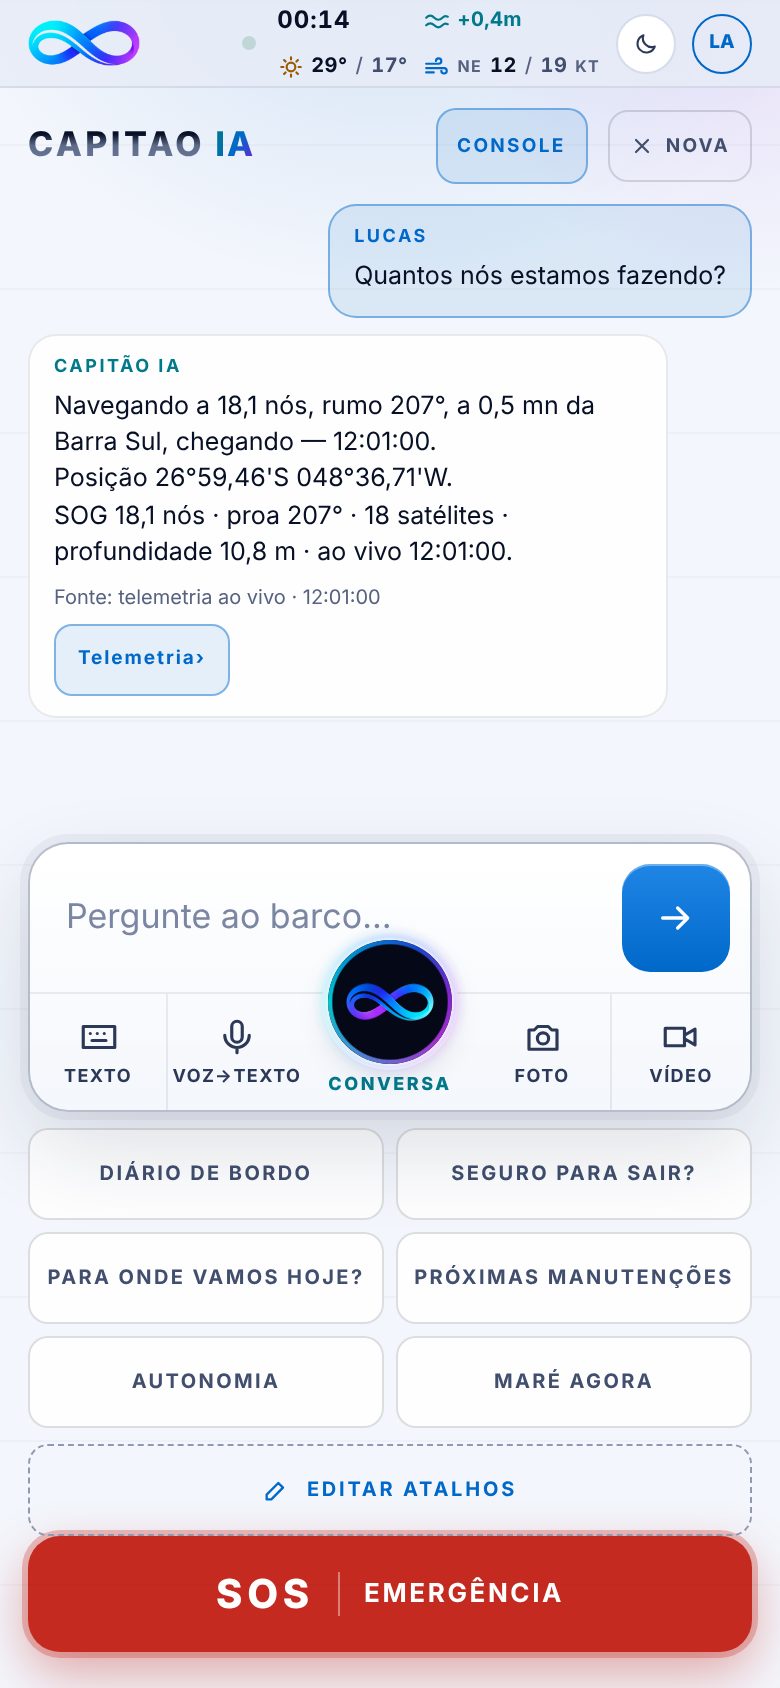 00:14
+0,4m
29° / 17°
NE 12 / 19 KT
LA
CAPITAO IA
CONSOLE
NOVA
LUCAS
Quantos nós estamos fazendo?
CAPITÃO IA
Navegando a 18,1 nós, rumo 207°, a 0,5 mn da
Barra Sul, chegando — 12:01:00.
Posição 26°59,46'S 048°36,71'W.
SOG 18,1 nós · proa 207° · 18 satélites ·
profundidade 10,8 m · ao vivo 12:01:00.
Fonte: telemetria ao vivo · 12:01:00
Telemetria›
Pergunte ao barco...
TEXTO
VOZ→TEXTO
CONVERSA
FOTO
VÍDEO
DIÁRIO DE BORDO
SEGURO PARA SAIR?
PARA ONDE VAMOS HOJE?
PRÓXIMAS MANUTENÇÕES
AUTONOMIA
MARÉ AGORA
EDITAR ATALHOS
SOS
EMERGÊNCIA